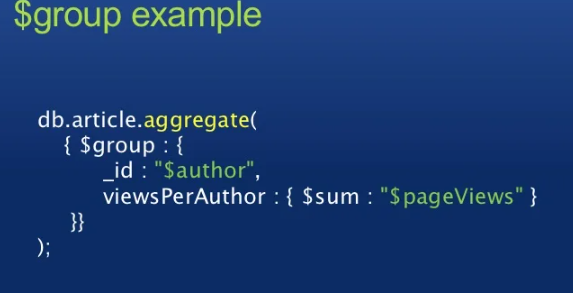 $group example
db.article.aggregate(
{ $group : {
_id : "$author",
viewsPerAuthor : { $sum : "$pageViews" }
}}
);